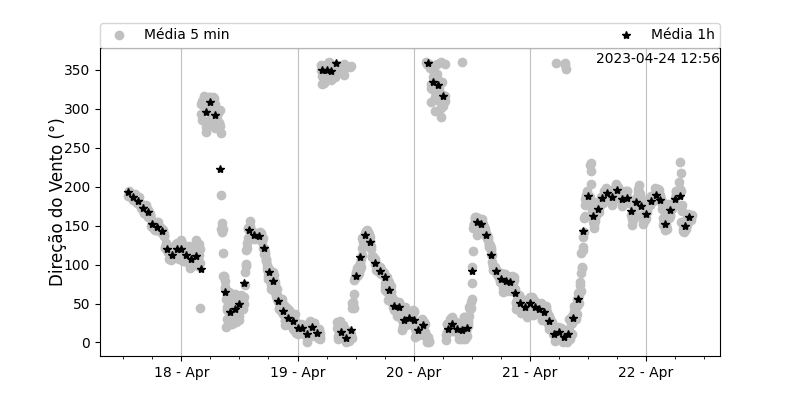 Média 5 min
Média 1h
2023-04-24 12:56
Direção do Vento (°)
350
300
250
200
150
100
50
0
18 - Apr
19 - Apr
20 - Apr
21 - Apr
22 - Apr